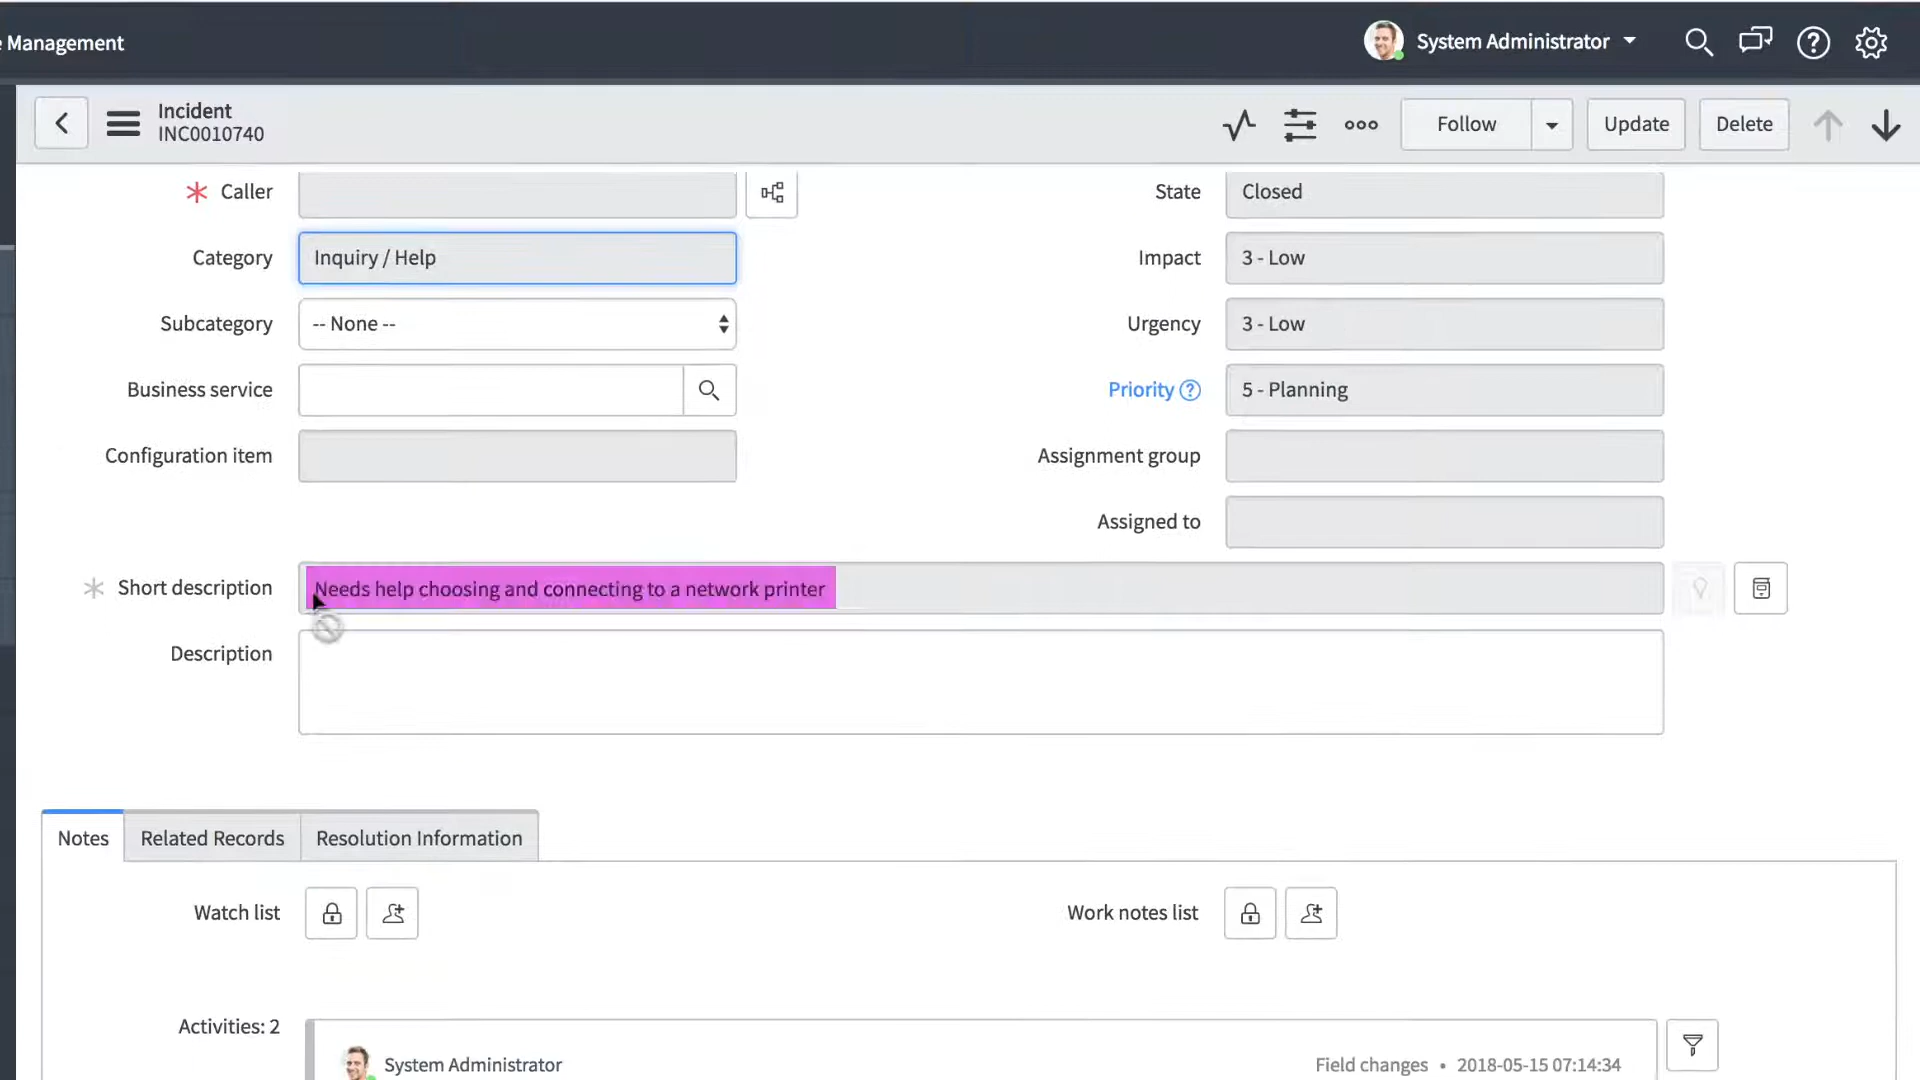 Management
System Administrator
Incident
INC0010740
Follow
Update
Delete
Caller
State
Closed
Category
Inquiry / Help
Impact
3 - Low
Subcategory
-- None --
Urgency
3 - Low
Business service
Priority
5 - Planning
Configuration item
Assignment group
Assigned to
Short description
Needs help choosing and connecting to a network printer
Description
Notes
Related Records
Resolution Information
Watch list
Work notes list
Activities: 2
System Administrator
Field changes • 2018-05-15 07:14:34